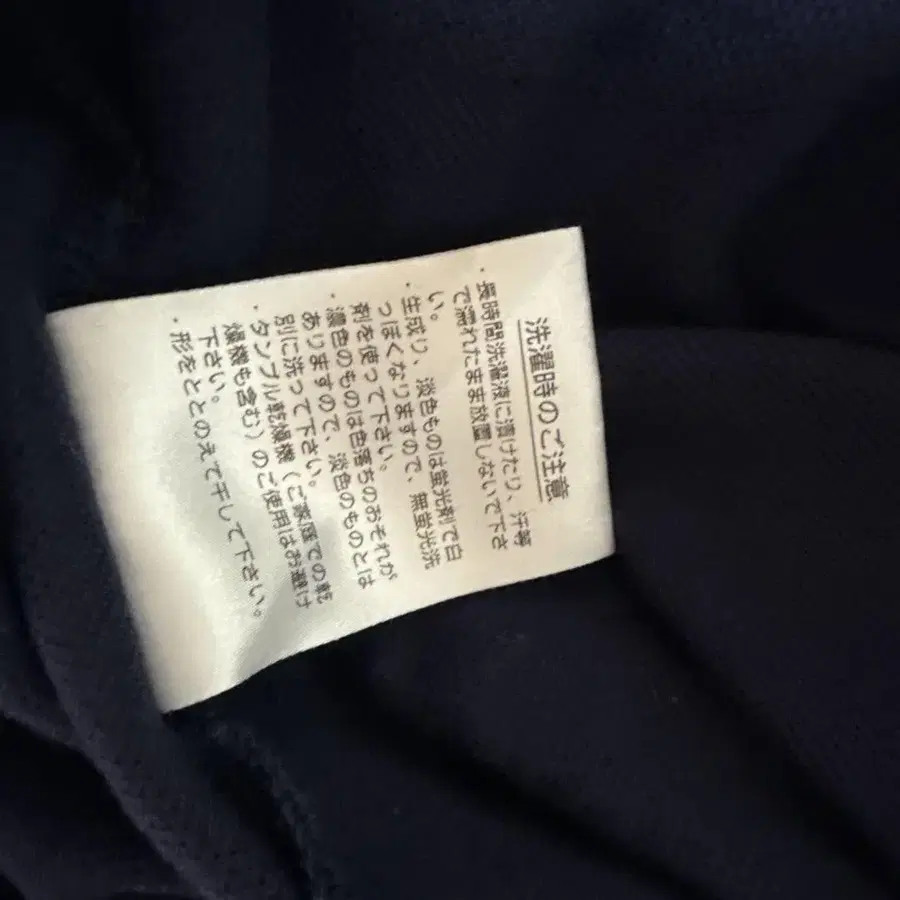 洗濯時のご注意
・長時間洗濯液に漬けたり、汗等
で濡れたまま放置しないで下さ
い。
・生成り、淡色ものは蛍光剤で白
っぽくなりますので、無蛍光洗
剤を使って下さい。
・濃色のものは色落ちのおそれが
ありますので、淡色のものとは
別に洗って下さい。
・タンブル乾燥機（ご家庭での乾
燥機も含む）のご使用はお避け
下さい。
・形をととのえて干して下さい。